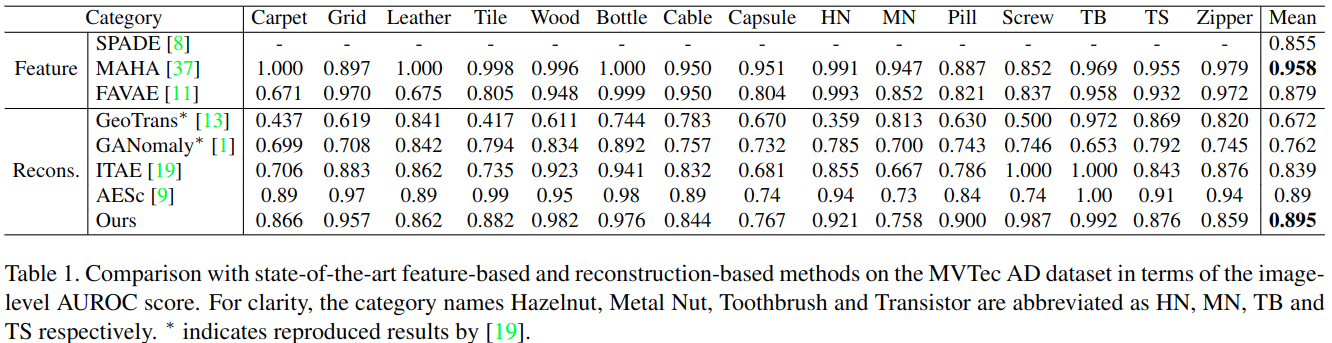 Category Carpet Grid Leather Tile Wood Bottle Cable Capsule HN MN Pill Screw TB TS Zipper Mean
SPADE [8] - - - - - - - - - - - - - - - 0.855
Feature MAHA [37] 1.000 0.897 1.000 0.998 0.996 1.000 0.950 0.951 0.991 0.947 0.887 0.852 0.969 0.955 0.979 0.958
FAVAE [11] 0.671 0.970 0.675 0.805 0.948 0.999 0.950 0.804 0.993 0.852 0.821 0.837 0.958 0.932 0.972 0.879
GeoTrans* [13] 0.437 0.619 0.841 0.417 0.611 0.744 0.783 0.670 0.359 0.813 0.630 0.500 0.972 0.869 0.820 0.672
GANomaly* [1] 0.699 0.708 0.842 0.794 0.834 0.892 0.757 0.732 0.785 0.700 0.743 0.746 0.653 0.792 0.745 0.762
Recons. ITAE [19] 0.706 0.883 0.862 0.735 0.923 0.941 0.832 0.681 0.855 0.667 0.786 1.000 1.000 0.843 0.876 0.839
AESc [9] 0.89 0.97 0.89 0.99 0.95 0.98 0.89 0.74 0.94 0.73 0.84 0.74 1.00 0.91 0.94 0.89
Ours 0.866 0.957 0.862 0.882 0.982 0.976 0.844 0.767 0.921 0.758 0.900 0.987 0.992 0.876 0.859 0.895
Table 1. Comparison with state-of-the-art feature-based and reconstruction-based methods on the MVTec AD dataset in terms of the image-
level AUROC score. For clarity, the category names Hazelnut, Metal Nut, Toothbrush and Transistor are abbreviated as HN, MN, TB and
TS respectively. * indicates reproduced results by [19].